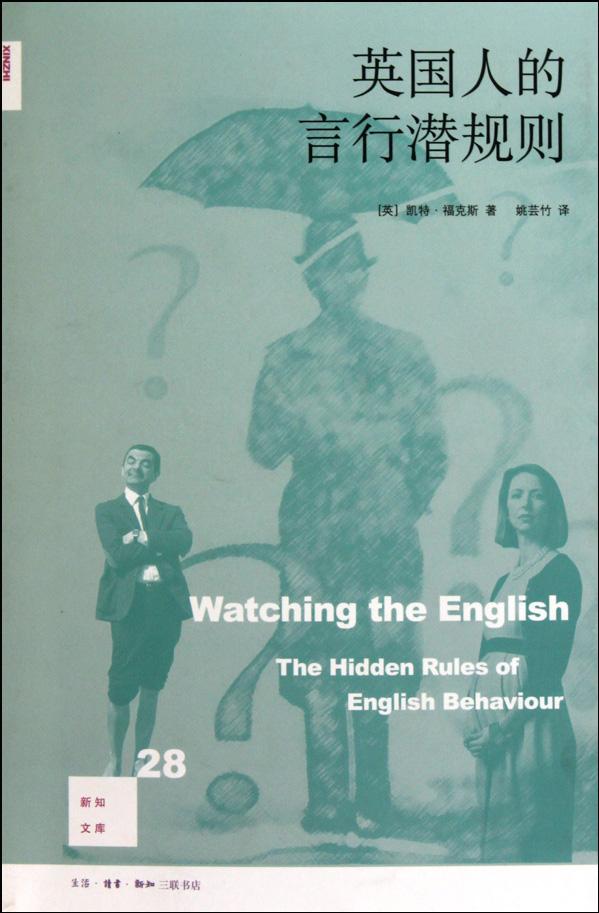 XINZHI
英国人的
言行潜规则
[英] 凯特·福克斯 著 姚芸竹 译
Watching the English
The Hidden Rules of
English Behaviour
28
新知
文库
生活·读书·新知 三联书店